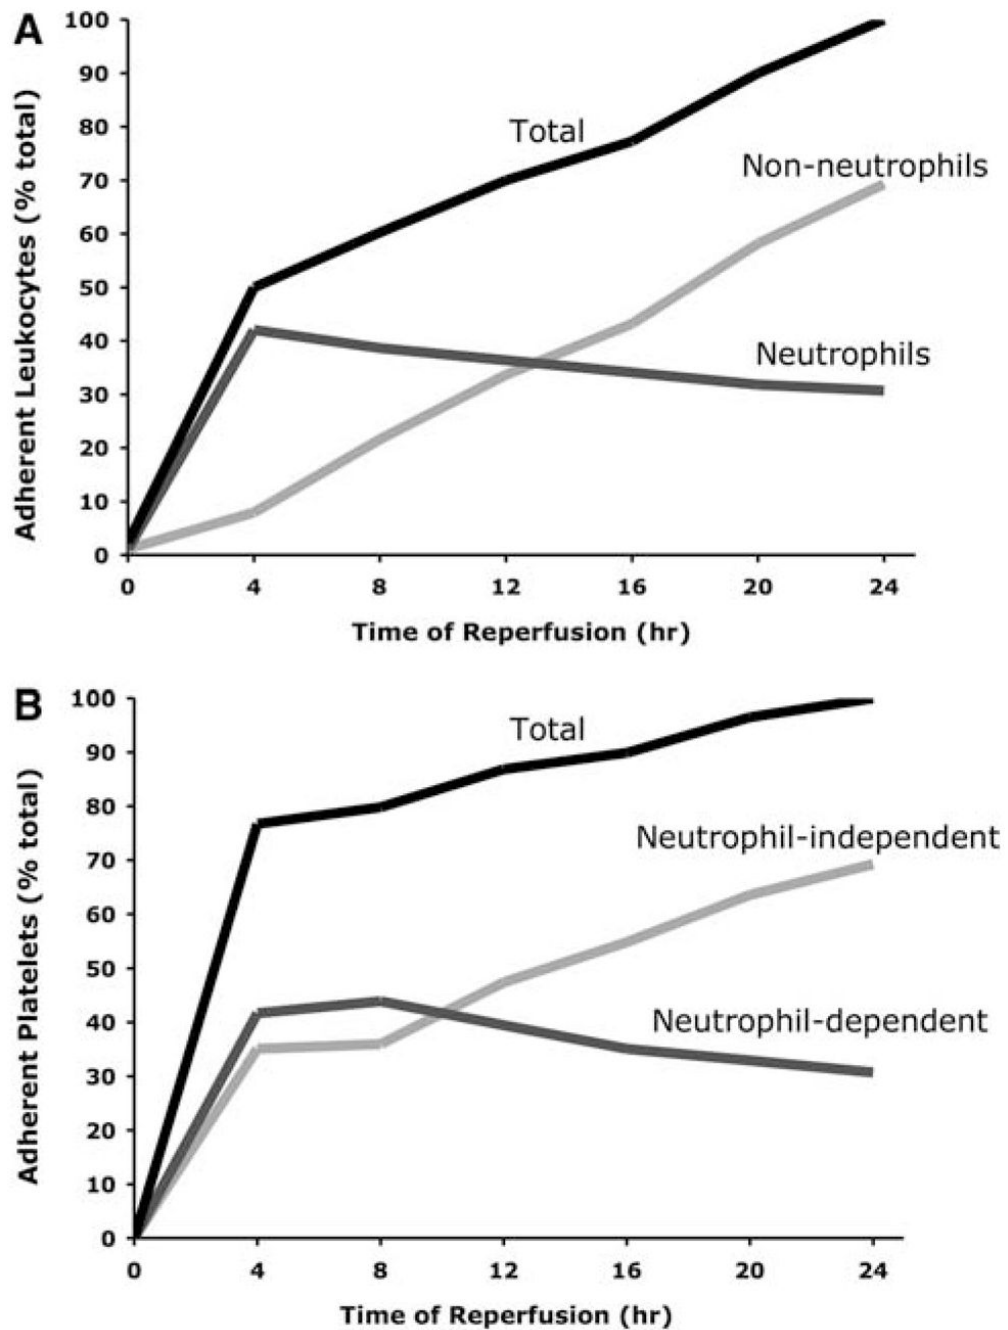 A
100
90
80
70
60
50
40
30
20
10
0
Adherent Leukocytes (% total)
Total
Non-neutrophils
Neutrophils
0 4 8 12 16 20 24
Time of Reperfusion (hr)
B
100
90
80
70
60
50
40
30
20
10
0
Adherent Platelets (% total)
Total
Neutrophil-independent
Neutrophil-dependent
0 4 8 12 16 20 24
Time of Reperfusion (hr)